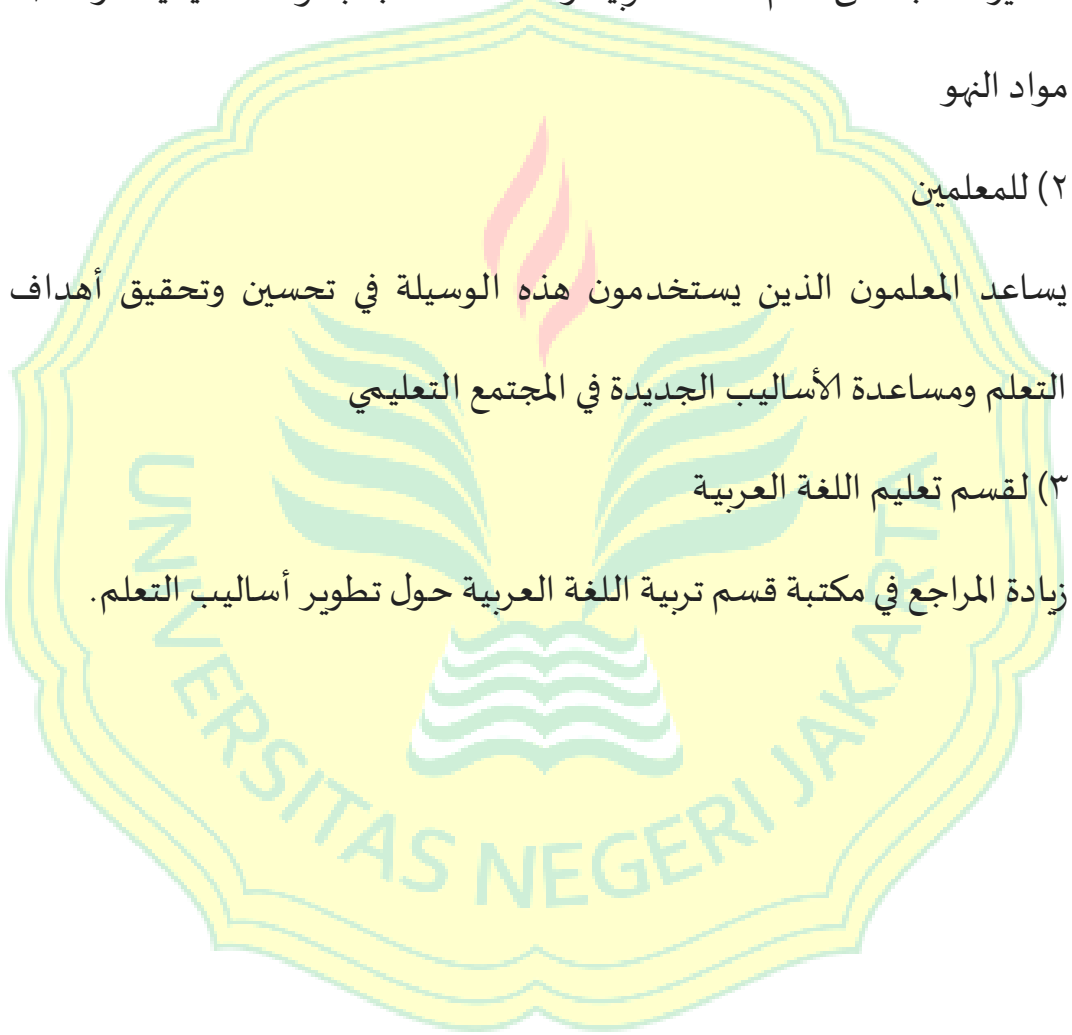 مواد النهو
٢) للمعلمين
يساعد المعلمون الذين يستخدمون هذه الوسيلة في تحسين وتحقيق أهداف
التعلم ومساعدة الأساليب الجديدة في المجتمع التعليمي
٣) لقسم تعليم اللغة العربية
زيادة المراجع في مكتبة قسم تربية اللغة العربية حول تطوير أساليب التعلم.
UNIVERSITAS NEGERI JAKARTA